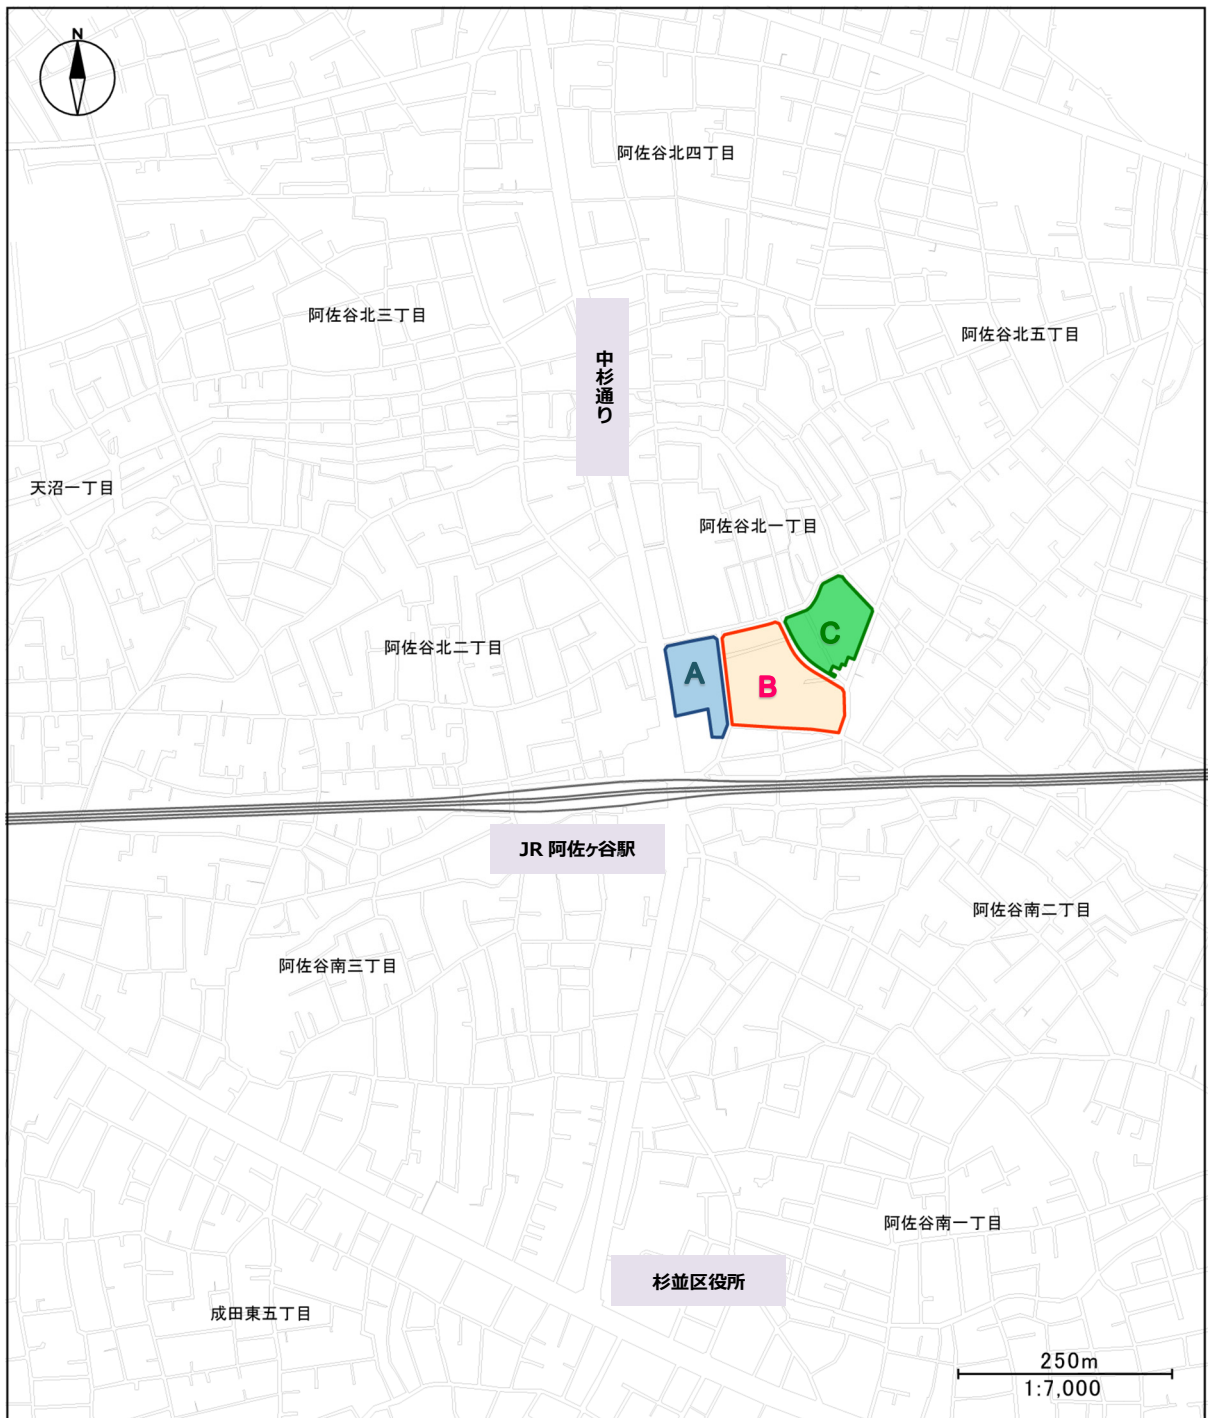 N
阿佐谷北四丁目
阿佐谷北三丁目
阿佐谷北五丁目
中杉通り
天沼一丁目
阿佐谷北一丁目
阿佐谷北二丁目
A
B
C
JR 阿佐ヶ谷駅
阿佐谷南二丁目
阿佐谷南三丁目
阿佐谷南一丁目
杉並区役所
成田東五丁目
250m
1:7,000